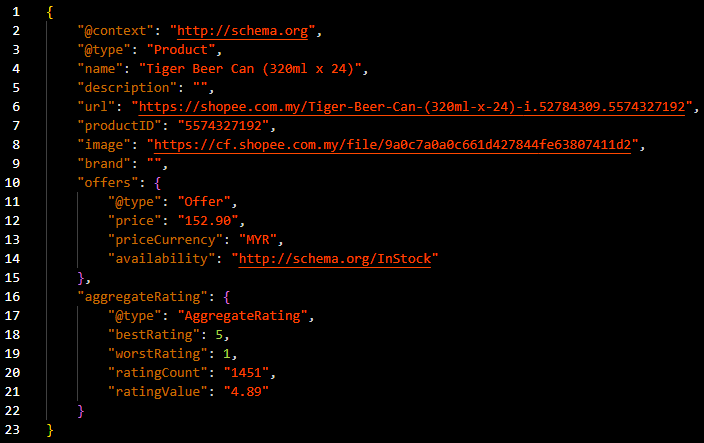 1 {
2 "@context": "http://schema.org",
3 "@type": "Product",
4 "name": "Tiger Beer Can (320ml x 24)",
5 "description": "",
6 "url": "https://shopee.com.my/Tiger-Beer-Can-(320ml-x-24)-i.52784309.5574327192",
7 "productID": "5574327192",
8 "image": "https://cf.shopee.com.my/file/9a0c7a0a0c661d427844fe63807411d2",
9 "brand": "",
10 "offers": {
11 "@type": "Offer",
12 "price": "152.90",
13 "priceCurrency": "MYR",
14 "availability": "http://schema.org/InStock"
15 },
16 "aggregateRating": {
17 "@type": "AggregateRating",
18 "bestRating": 5,
19 "worstRating": 1,
20 "ratingCount": "1451",
21 "ratingValue": "4.89"
22 }
23 }